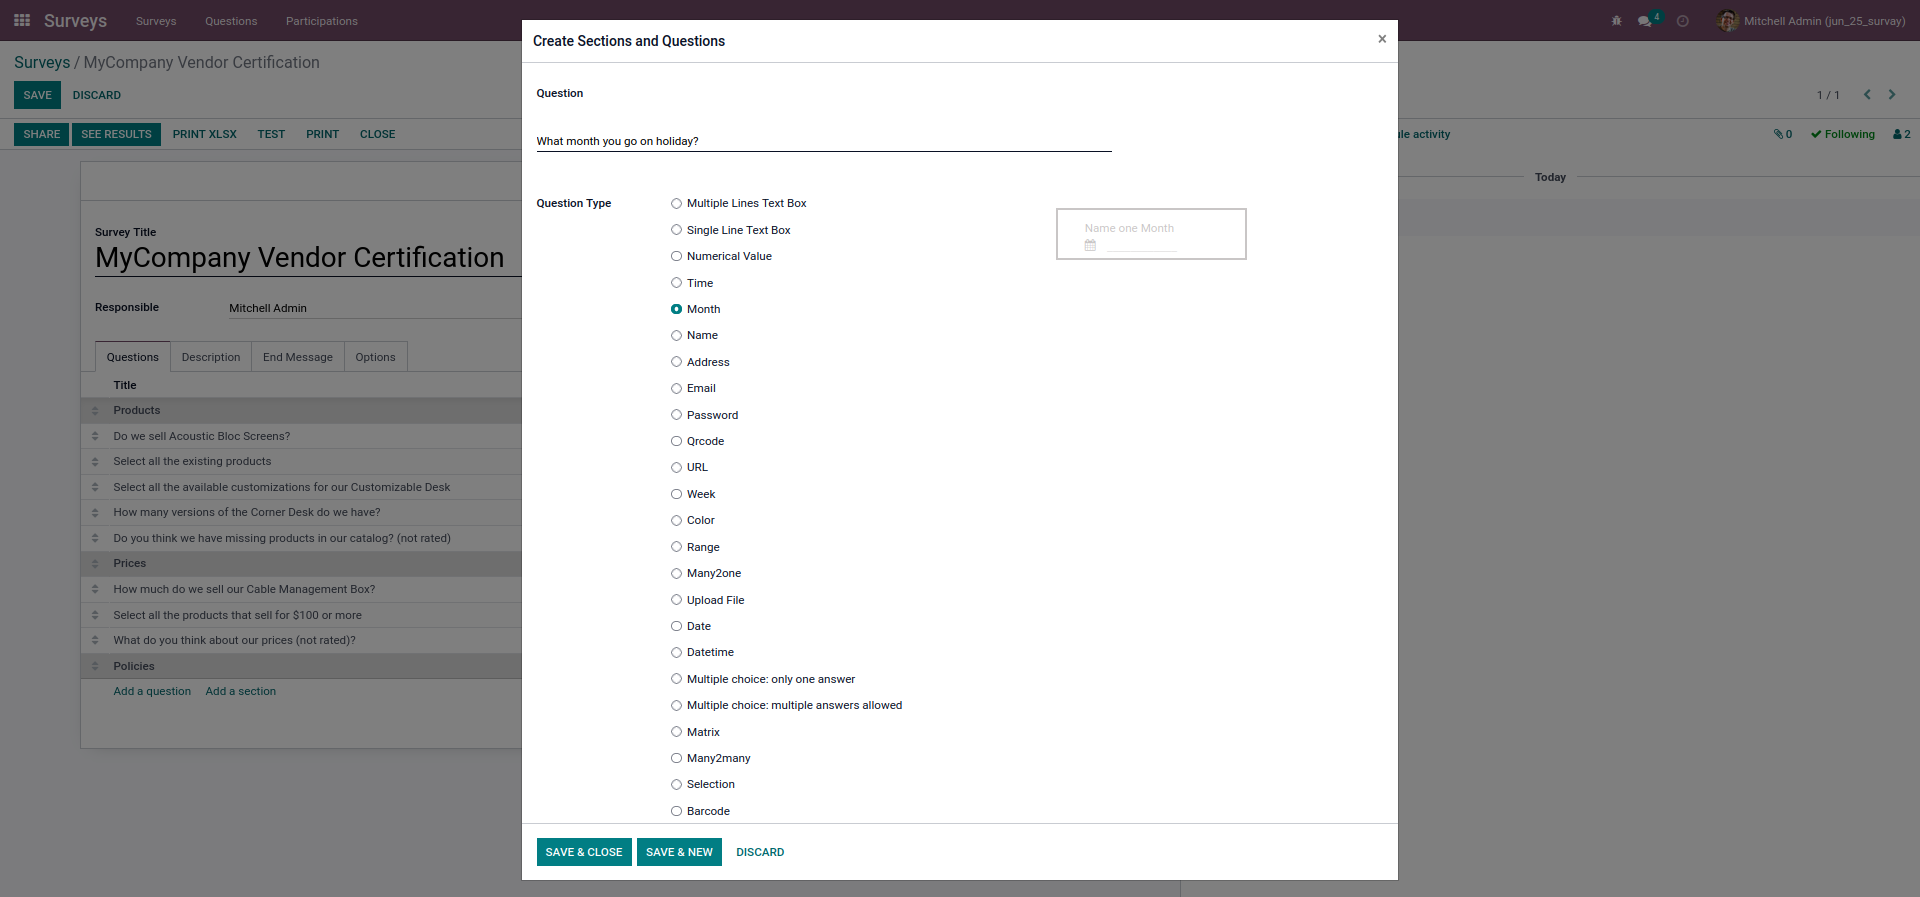 Surveys
Surveys
Questions
Participations
4
Mitchell Admin (jun_25_survay)
Surveys / MyCompany Vendor Certification
SAVE
DISCARD
1 / 1
SHARE
SEE RESULTS
PRINT XLSX
TEST
PRINT
CLOSE
ule activity
0
Following
2
Today
Survey Title
MyCompany Vendor Certification
Responsible
Mitchell Admin
Questions
Description
End Message
Options
Title
Products
Do we sell Acoustic Bloc Screens?
Select all the existing products
Select all the available customizations for our Customizable Desk
How many versions of the Corner Desk do we have?
Do you think we have missing products in our catalog? (not rated)
Prices
How much do we sell our Cable Management Box?
Select all the products that sell for $100 or more
What do you think about our prices (not rated)?
Policies
Add a question
Add a section
Create Sections and Questions
×
Question
What month you go on holiday?
Question Type
Multiple Lines Text Box
Single Line Text Box
Numerical Value
Time
Month
Name
Address
Email
Password
Qrcode
URL
Week
Color
Range
Many2one
Upload File
Date
Datetime
Multiple choice: only one answer
Multiple choice: multiple answers allowed
Matrix
Many2many
Selection
Barcode
Name one Month
SAVE & CLOSE
SAVE & NEW
DISCARD